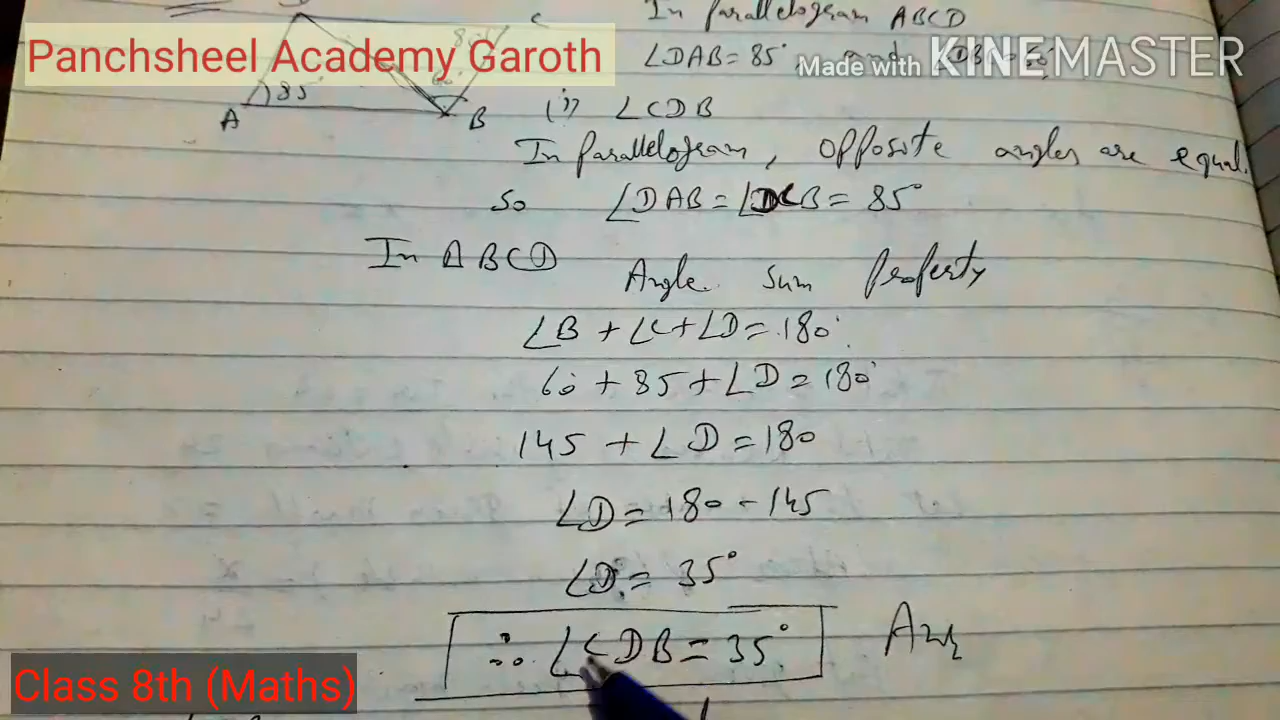 In Parallelogram ABCD
Panchsheel Academy Garoth
∠DAB = 85°
Made with KINEMASTER
85°
A
B
C
(i) ∠CDB
In Parallelogram, opposite angles are equal.
So ∠DAB = ∠DCB = 85°
In ΔBCD
Angle sum Property
∠B + ∠C + ∠D = 180°
60 + 85 + ∠D = 180°
145 + ∠D = 180
∠D = 180 - 145
∠D = 35°
∴ ∠CDB = 35° Ans
Class 8th (Maths)